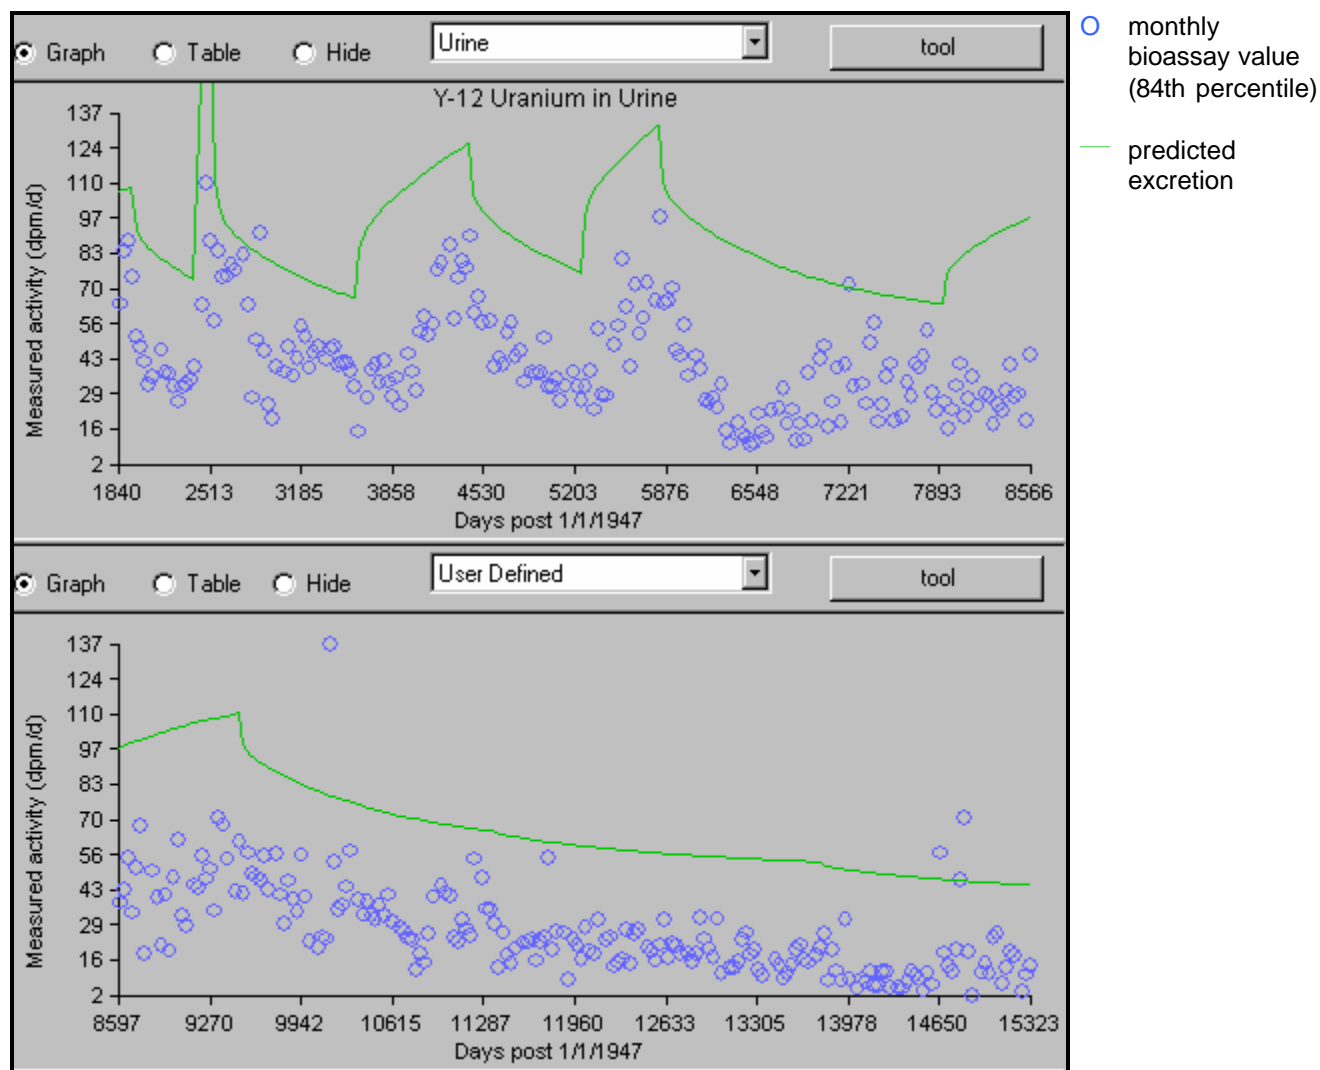 Graph Table Hide Urine tool
Y-12 Uranium in Urine
137
124
110
97
83
70
56
43
29
16
2
Measured activity (dpm/d)
1840 2513 3185 3858 4530 5203 5876 6548 7221 7893 8566
Days post 1/1/1947
Graph Table Hide User Defined tool
137
124
110
97
83
70
56
43
29
16
2
Measured activity (dpm/d)
8597 9270 9942 10615 11287 11960 12633 13305 13978 14650 15323
Days post 1/1/1947
monthly
bioassay value
(84th percentile)
predicted
excretion